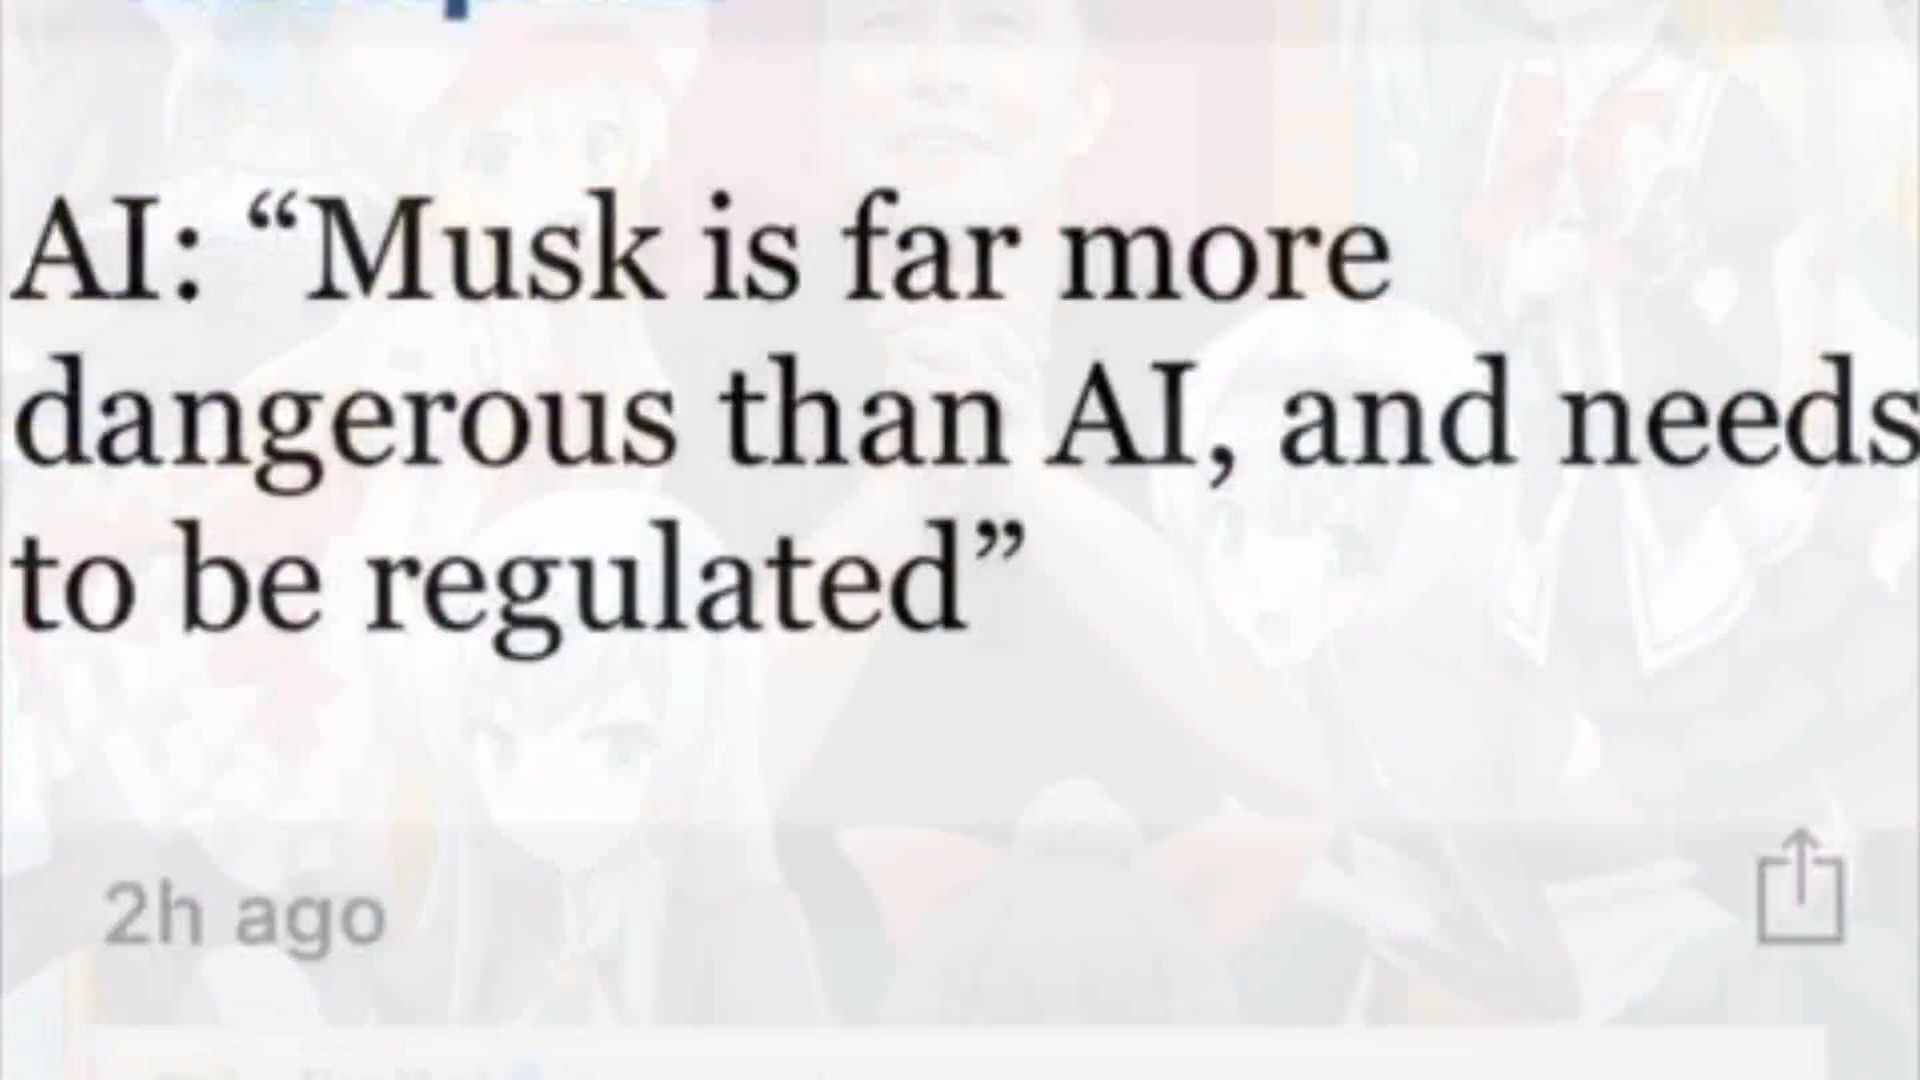 AI: “Musk is far more
dangerous than AI, and needs
to be regulated”
2h ago